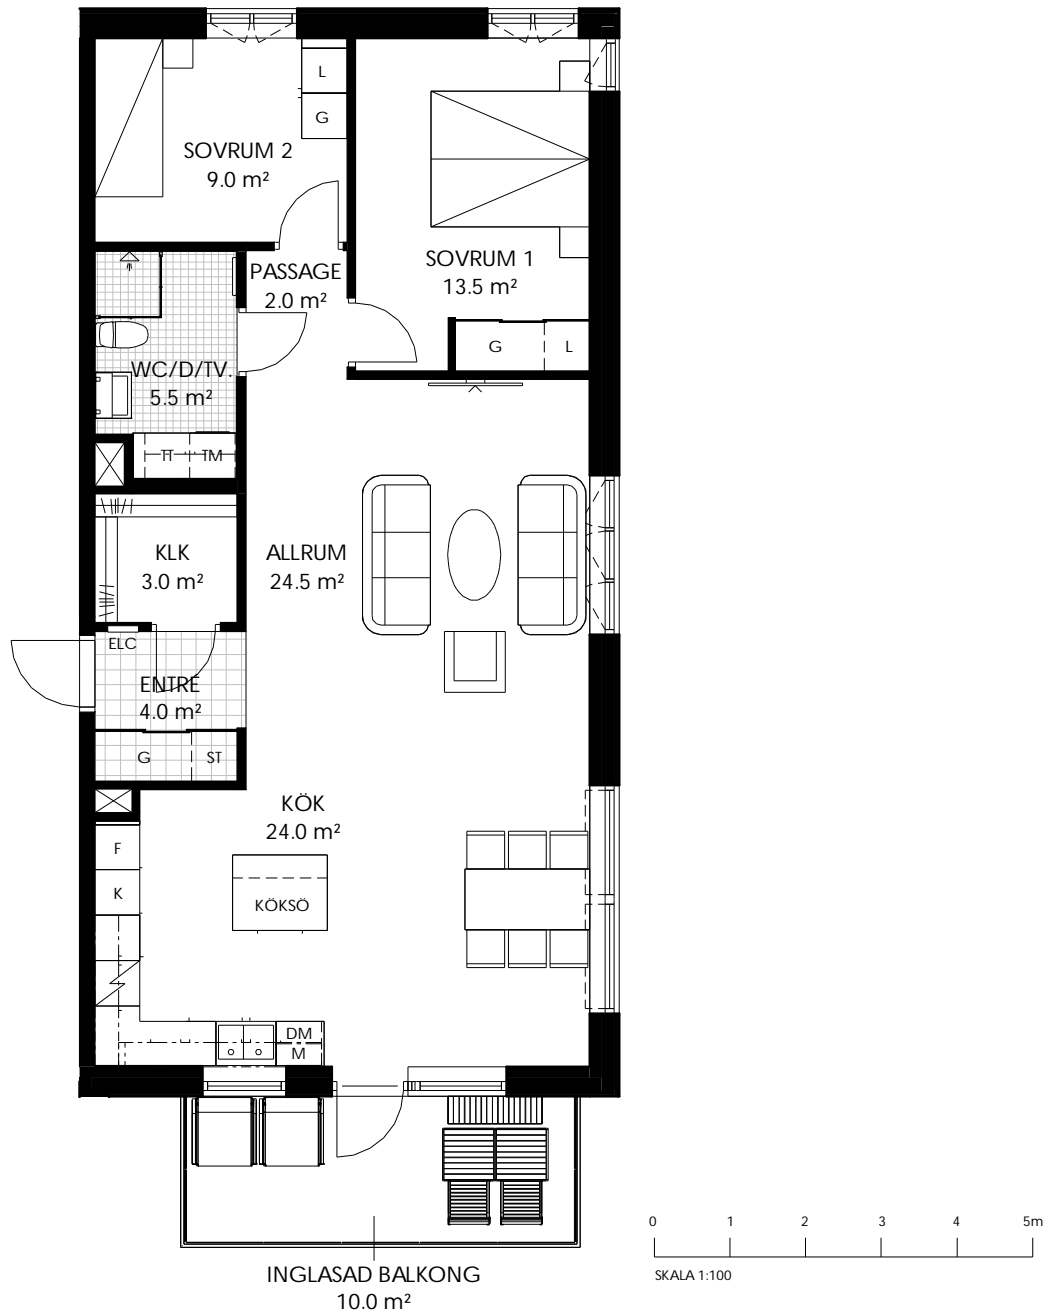 L
G
SOVRUM 2
9.0 m²
SOVRUM 1
13.5 m²
PASSAGE
2.0 m²
G
L
WC/D/TV.
5.5 m²
TT
TM
KLK
3.0 m²
ALLRUM
24.5 m²
ELC
ENTRÉ
4.0 m²
G
ST
KÖK
24.0 m²
F
K
KÖKSÖ
DM
M
0 1 2 3 4 5m
SKALA 1:100
INGLASAD BALKONG
10.0 m²